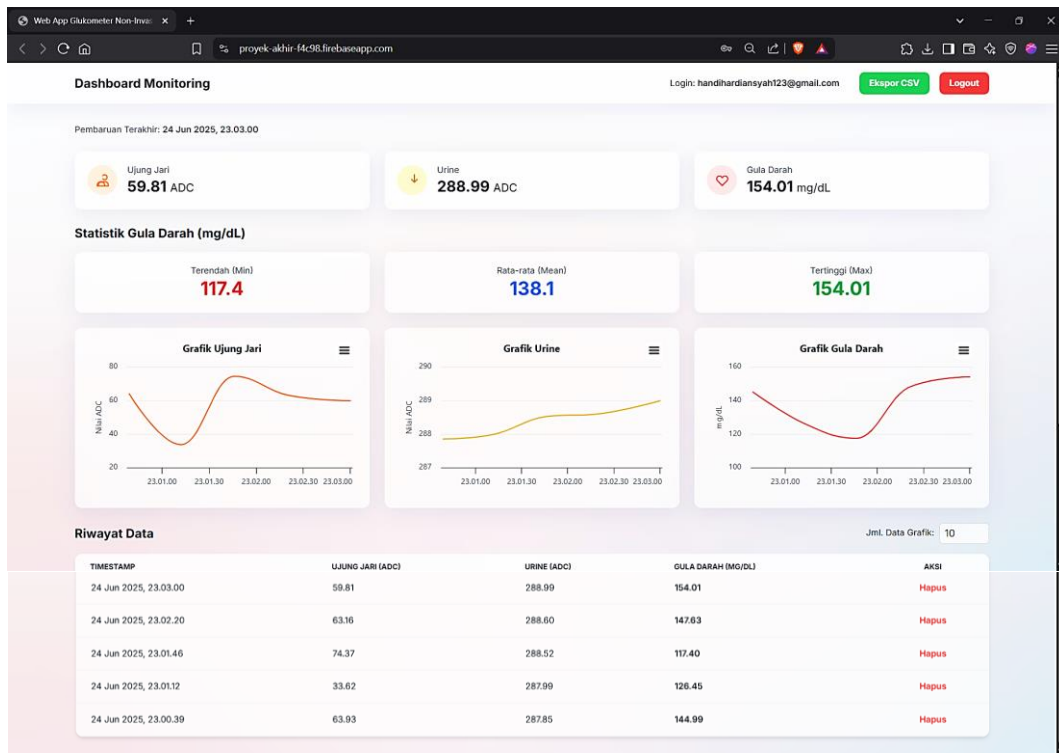 Web App Glukometer Non-Invas
proyek-akhir-f4c98.firebaseapp.com
Dashboard Monitoring
Login: handihardiansyah123@gmail.com
Ekspor CSV
Logout
Pembaruan Terakhir: 24 Jun 2025, 23.03.00
Ujung Jari
59.81 ADC
Urine
288.99 ADC
Gula Darah
154.01 mg/dL
Statistik Gula Darah (mg/dL)
Terendah (Min)
117.4
Rata-rata (Mean)
138.1
Tertinggi (Max)
154.01
Grafik Ujung Jari
80
60
40
20
Nilai ADC
23.01.00 23.01.30 23.02.00 23.02.30 23.03.00
Grafik Urine
290
289
288
287
Nilai ADC
23.01.00 23.01.30 23.02.00 23.02.30 23.03.00
Grafik Gula Darah
160
140
120
100
mg/dL
23.01.00 23.01.30 23.02.00 23.02.30 23.03.00
Riwayat Data
Jml. Data Grafik: 10
TIMESTAMP UJUNG JARI (ADC) URINE (ADC) GULA DARAH (MG/DL) AKSI
24 Jun 2025, 23.03.00 59.81 288.99 154.01 Hapus
24 Jun 2025, 23.02.20 63.16 288.60 147.63 Hapus
24 Jun 2025, 23.01.46 74.37 288.52 117.40 Hapus
24 Jun 2025, 23.01.12 33.62 287.99 126.45 Hapus
24 Jun 2025, 23.00.39 63.93 287.85 144.99 Hapus